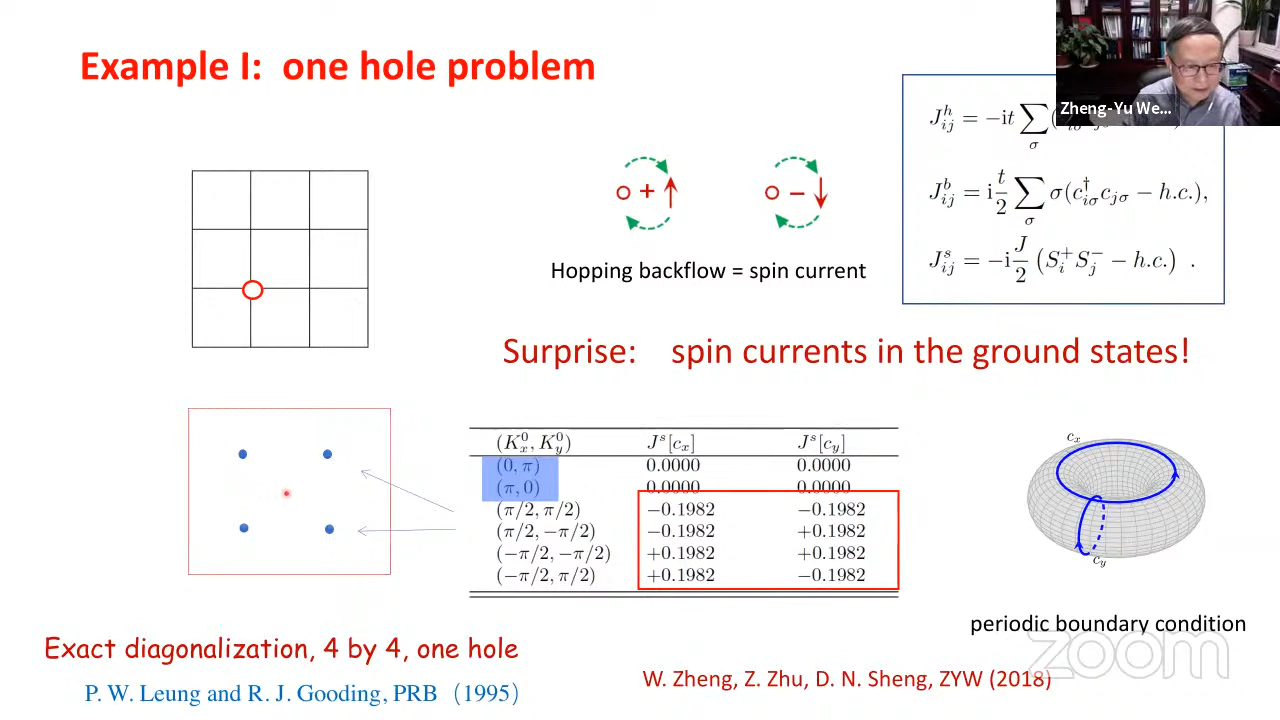 Example I: one hole problem
Zheng-Yu We...
J^h_{ij} = −it ∑_σ (
J^b_{ij} = i t/2 ∑_σ σ(c†_{iσ} c_{jσ} − h.c.),
J^s_{ij} = −i J/2 (S^+_i S^-_j − h.c.) .
○ + ↑
○ − ↓
Hopping backflow = spin current
Surprise: spin currents in the ground states!
(K^0_x, K^0_y) J^s[c_x] J^s[c_y]
(0, π) 0.0000 0.0000
(π, 0) 0.0000 0.0000
(π/2, π/2) −0.1982 −0.1982
(π/2, −π/2) −0.1982 +0.1982
(−π/2, −π/2) +0.1982 +0.1982
(−π/2, π/2) +0.1982 −0.1982
c_x
c_y
periodic boundary condition
zoom
Exact diagonalization, 4 by 4, one hole
P. W. Leung and R. J. Gooding, PRB (1995)
W. Zheng, Z. Zhu, D. N. Sheng, ZYW (2018)